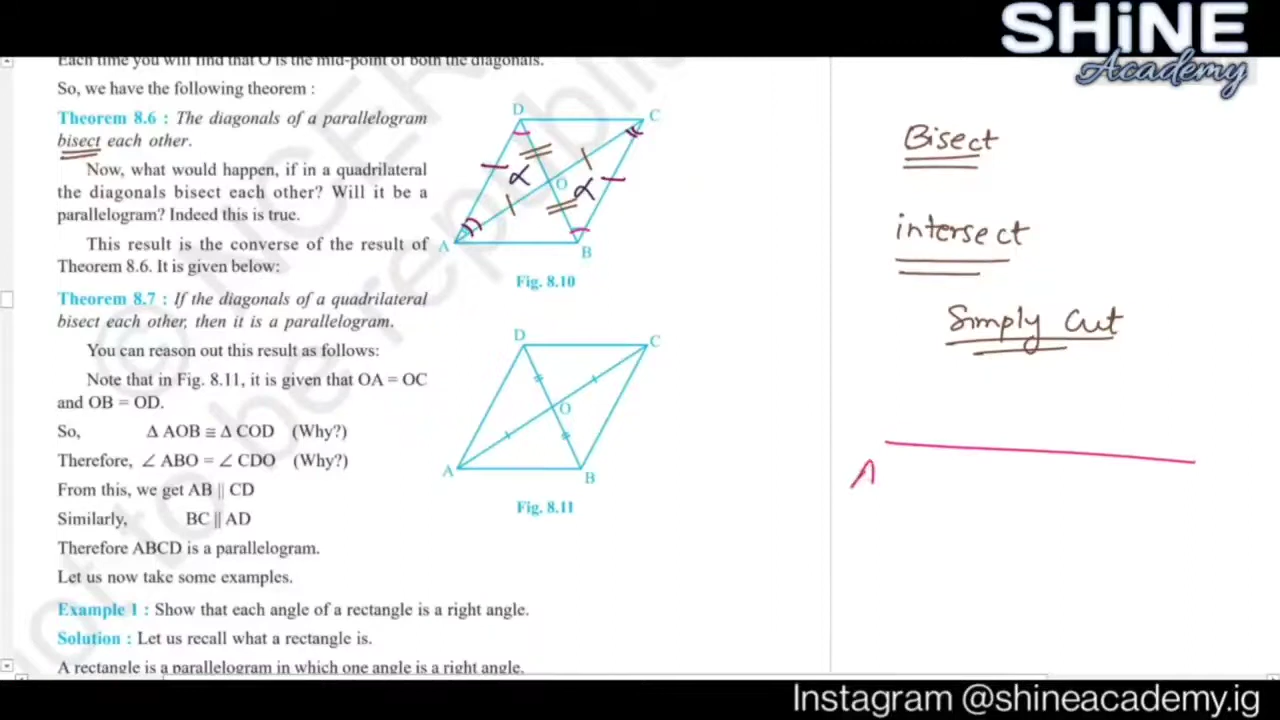 SHiNE
Academy
Each time you will find that O is the mid-point of both the diagonals.
So, we have the following theorem :
Theorem 8.6 : The diagonals of a parallelogram
bisect each other.
Now, what would happen, if in a quadrilateral
the diagonals bisect each other? Will it be a
parallelogram? Indeed this is true.
This result is the converse of the result of
Theorem 8.6. It is given below:
Theorem 8.7 : If the diagonals of a quadrilateral
bisect each other, then it is a parallelogram.
You can reason out this result as follows:
Note that in Fig. 8.11, it is given that OA = OC
and OB = OD.
So, Δ AOB ≅ Δ COD (Why?)
Therefore, ∠ ABO = ∠ CDO (Why?)
From this, we get AB || CD
Similarly, BC || AD
Therefore ABCD is a parallelogram.
Let us now take some examples.
Example 1 : Show that each angle of a rectangle is a right angle.
Solution : Let us recall what a rectangle is.
A rectangle is a parallelogram in which one angle is a right angle.
D C
α O α
A B
Fig. 8.10
D C
O
A B
Fig. 8.11
Bisect
intersect
Simply Cut
A
© NCERT
not to be republi
Instagram @shineacademy.ig